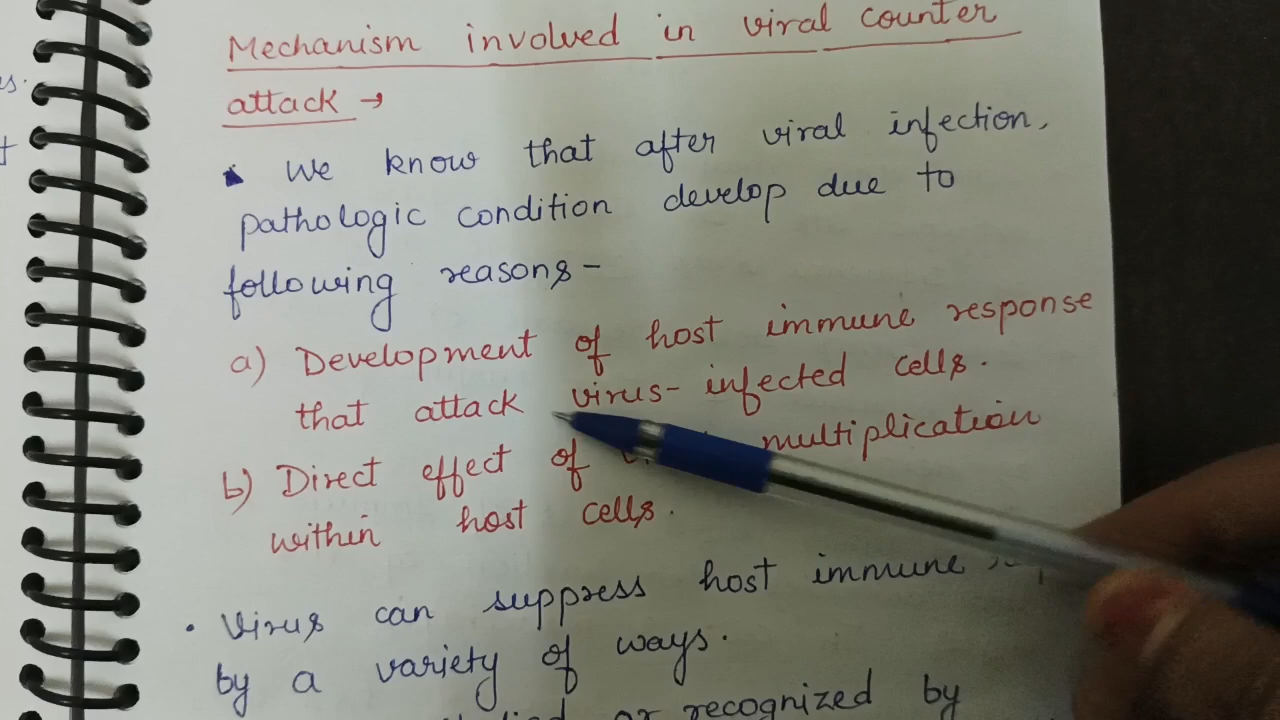 Mechanism involved in viral counter
attack →
We know that after viral infection,
pathologic condition develop due to
following reasons-
a) Development of host immune response
that attack virus-infected cells.
b) Direct effect of multiplication
within host cells.
• Virus can suppress host immune
by a variety of ways.
or recognized by